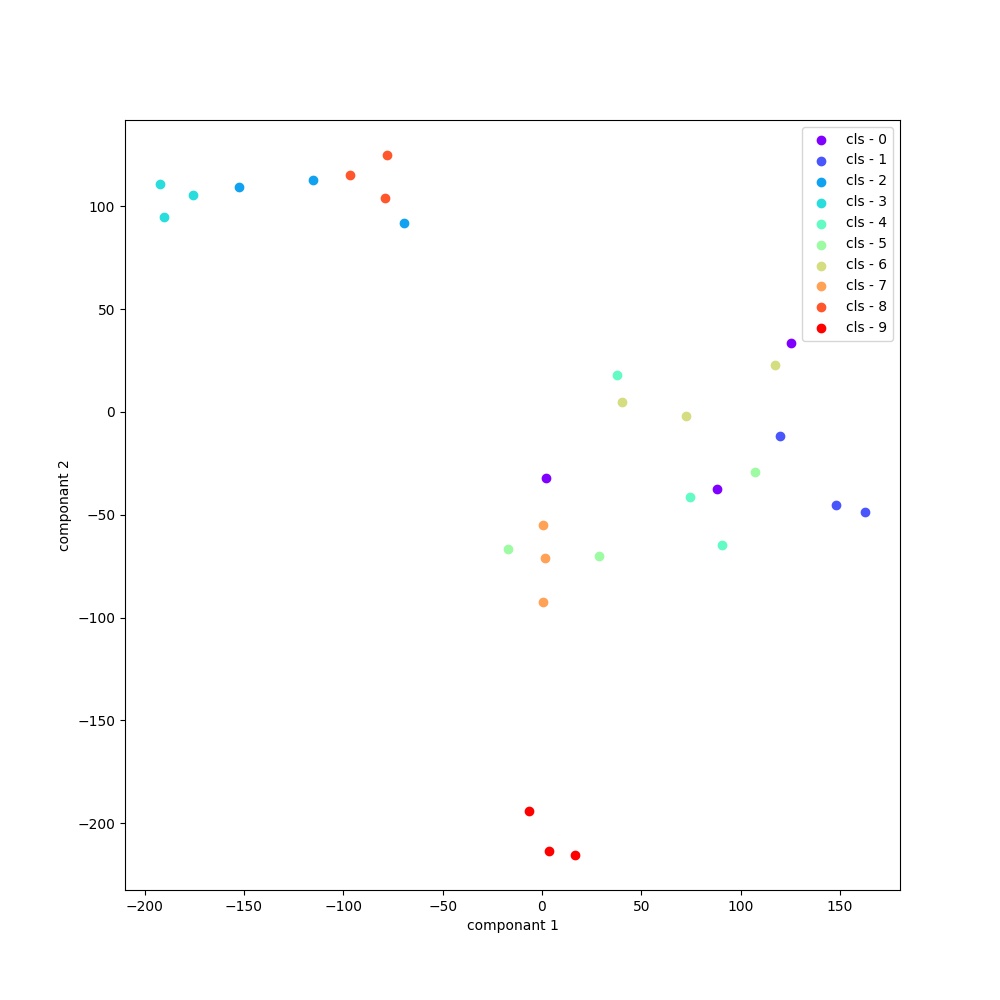 cls - 0
cls - 1
cls - 2
cls - 3
cls - 4
cls - 5
cls - 6
cls - 7
cls - 8
cls - 9
100
50
0
−50
−100
−150
−200
componant 2
−200 −150 −100 −50 0 50 100 150
componant 1